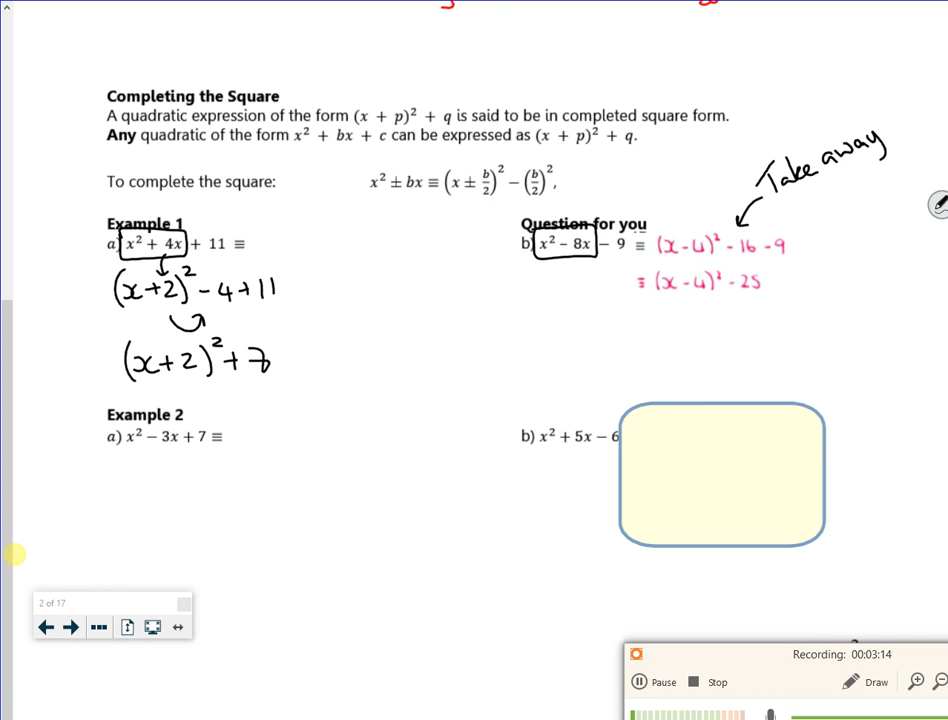 Completing the Square
A quadratic expression of the form (x + p)² + q is said to be in completed square form.
Any quadratic of the form x² + bx + c can be expressed as (x + p)² + q.
Take away
To complete the square: x² ± bx ≡ (x ± b/2)² − (b/2)²,
Example 1
a) x² + 4x + 11 ≡
(x+2)² - 4 + 11
(x+2)² + 7
Question for you
b) x² − 8x − 9 ≡ (x - 4)² - 16 - 9
≡ (x - 4)² - 25
Example 2
a) x² − 3x + 7 ≡
b) x² + 5x − 6
2 of 17
Recording: 00:03:14
Pause Stop Draw